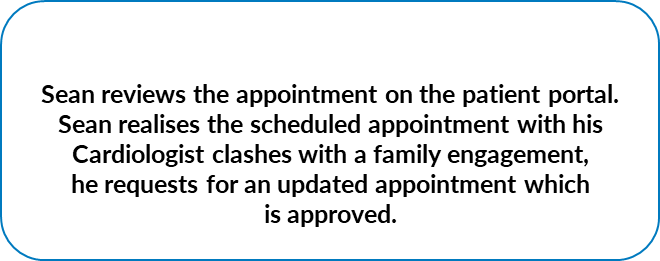 Sean reviews the appointment on the patient portal.
Sean realises the scheduled appointment with his
Cardiologist clashes with a family engagement,
he requests for an updated appointment which
is approved.